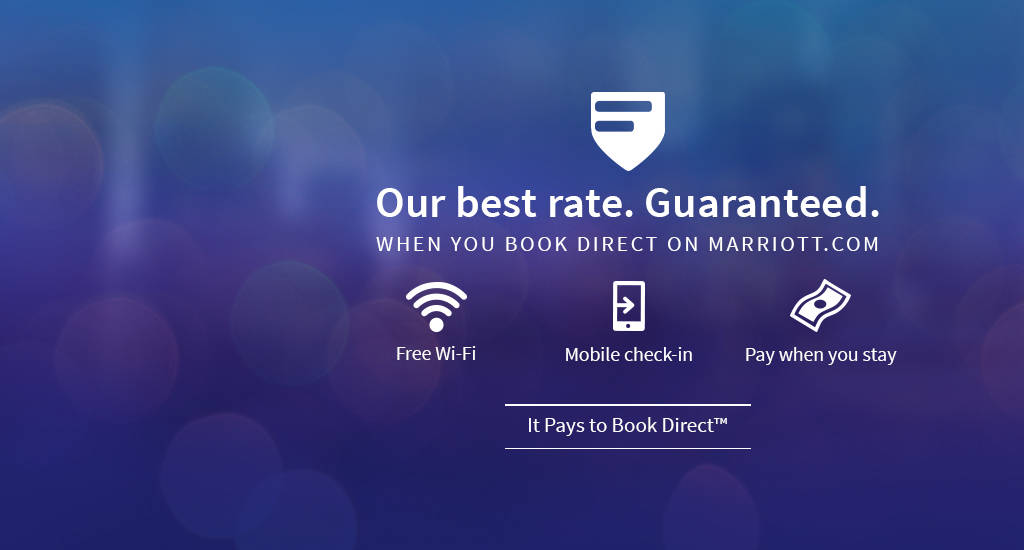 Our best rate. Guaranteed.
WHEN YOU BOOK DIRECT ON MARRIOTT.COM
Free Wi-Fi
Mobile check-in
Pay when you stay
It Pays to Book Direct™